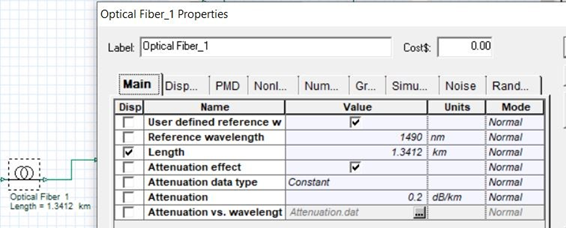 Optical Fiber_1 Properties
Label: Optical Fiber_1 Cost$: 0.00
Main Disp... PMD Nonl... Num... Gr... Simu... Noise Rand...
Disp Name Value Units Mode
User defined reference w Normal
Reference wavelength 1490 nm Normal
Length 1.3412 km Normal
Attenuation effect Normal
Attenuation data type Constant Normal
Attenuation 0.2 dB/km Normal
Attenuation vs. wavelengt Attenuation.dat ... Normal
Optical Fiber 1
Length = 1.3412 km